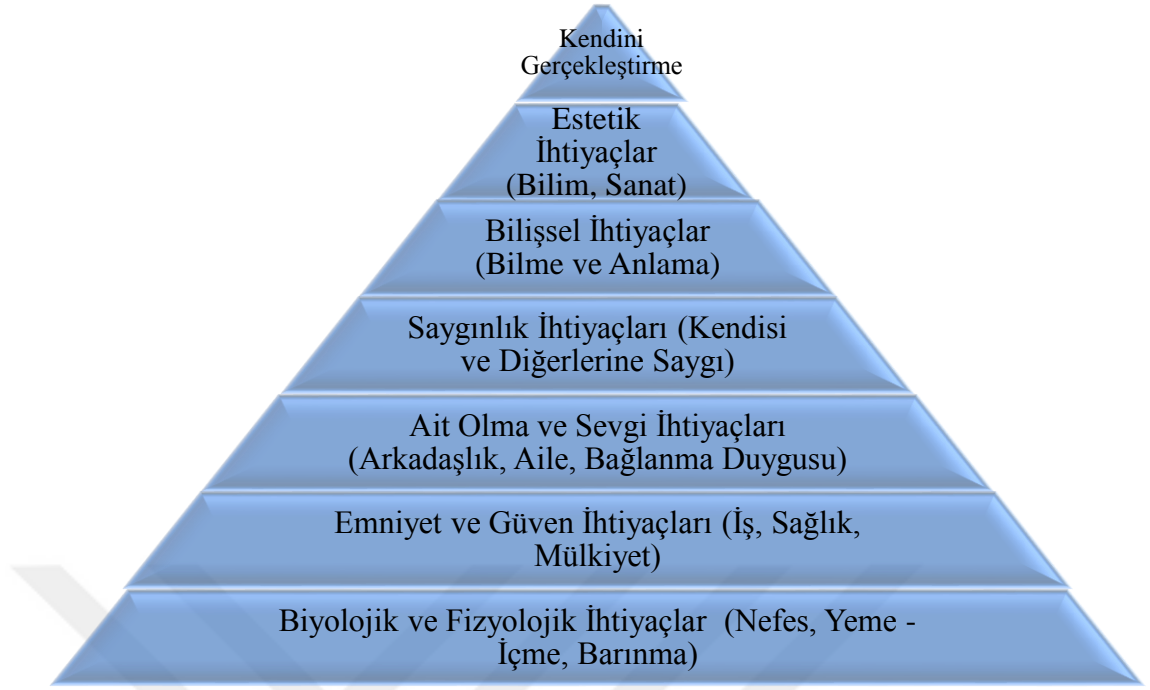 Kendini
Gerçekleştirme
Estetik
İhtiyaçlar
(Bilim, Sanat)
Bilişsel İhtiyaçlar
(Bilme ve Anlama)
Saygınlık İhtiyaçları (Kendisi
ve Diğerlerine Saygı)
Ait Olma ve Sevgi İhtiyaçları
(Arkadaşlık, Aile, Bağlanma Duygusu)
Emniyet ve Güven İhtiyaçları (İş, Sağlık,
Mülkiyet)
Biyolojik ve Fizyolojik İhtiyaçlar (Nefes, Yeme -
İçme, Barınma)